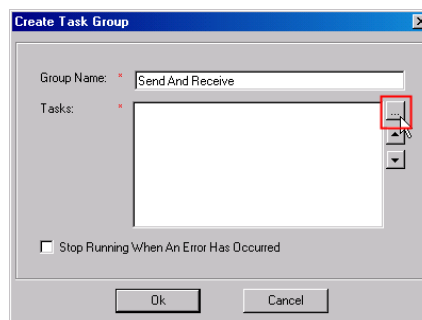 Create Task Group
Group Name: * Send And Receive
Tasks: *
...
Stop Running When An Error Has Occurred
Ok Cancel